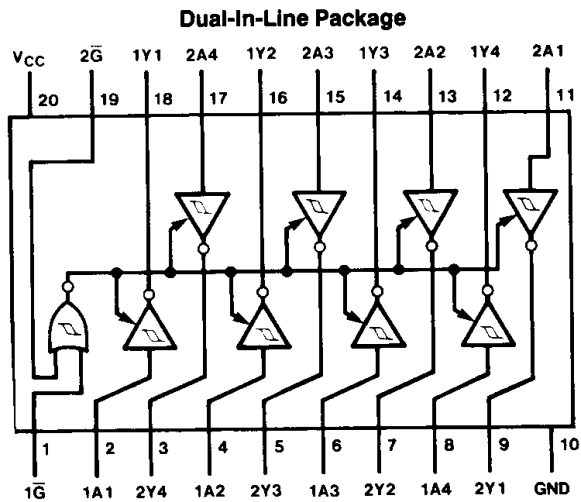 Dual-In-Line Package
VCC 2G̅ 1Y1 2A4 1Y2 2A3 1Y3 2A2 1Y4 2A1
20 19 18 17 16 15 14 13 12 11
1 2 3 4 5 6 7 8 9 10
1G̅ 1A1 2Y4 1A2 2Y3 1A3 2Y2 1A4 2Y1 GND